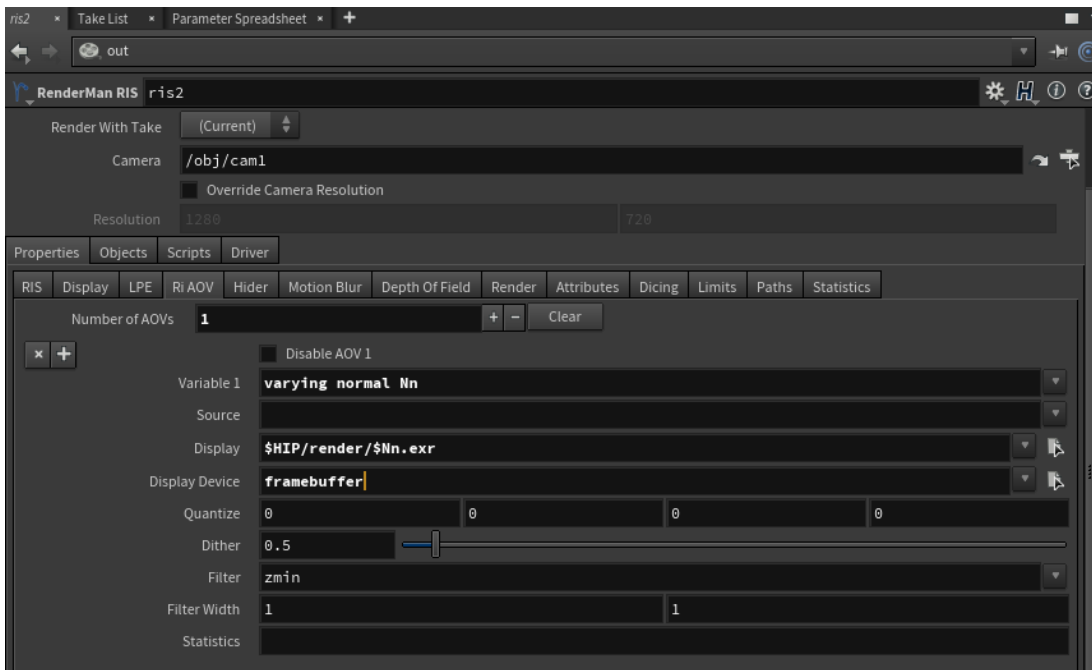 ris2 × Take List × Parameter Spreadsheet × +
out
RenderMan RIS ris2
Render With Take (Current)
Camera /obj/cam1
Override Camera Resolution
Resolution 1280 720
Properties Objects Scripts Driver
RIS Display LPE Ri AOV Hider Motion Blur Depth Of Field Render Attributes Dicing Limits Paths Statistics
Number of AOVs 1 + − Clear
× + Disable AOV 1
Variable 1 varying normal Nn
Source
Display $HIP/render/$Nn.exr
Display Device framebuffer
Quantize 0 0 0 0
Dither 0.5
Filter zmin
Filter Width 1 1
Statistics